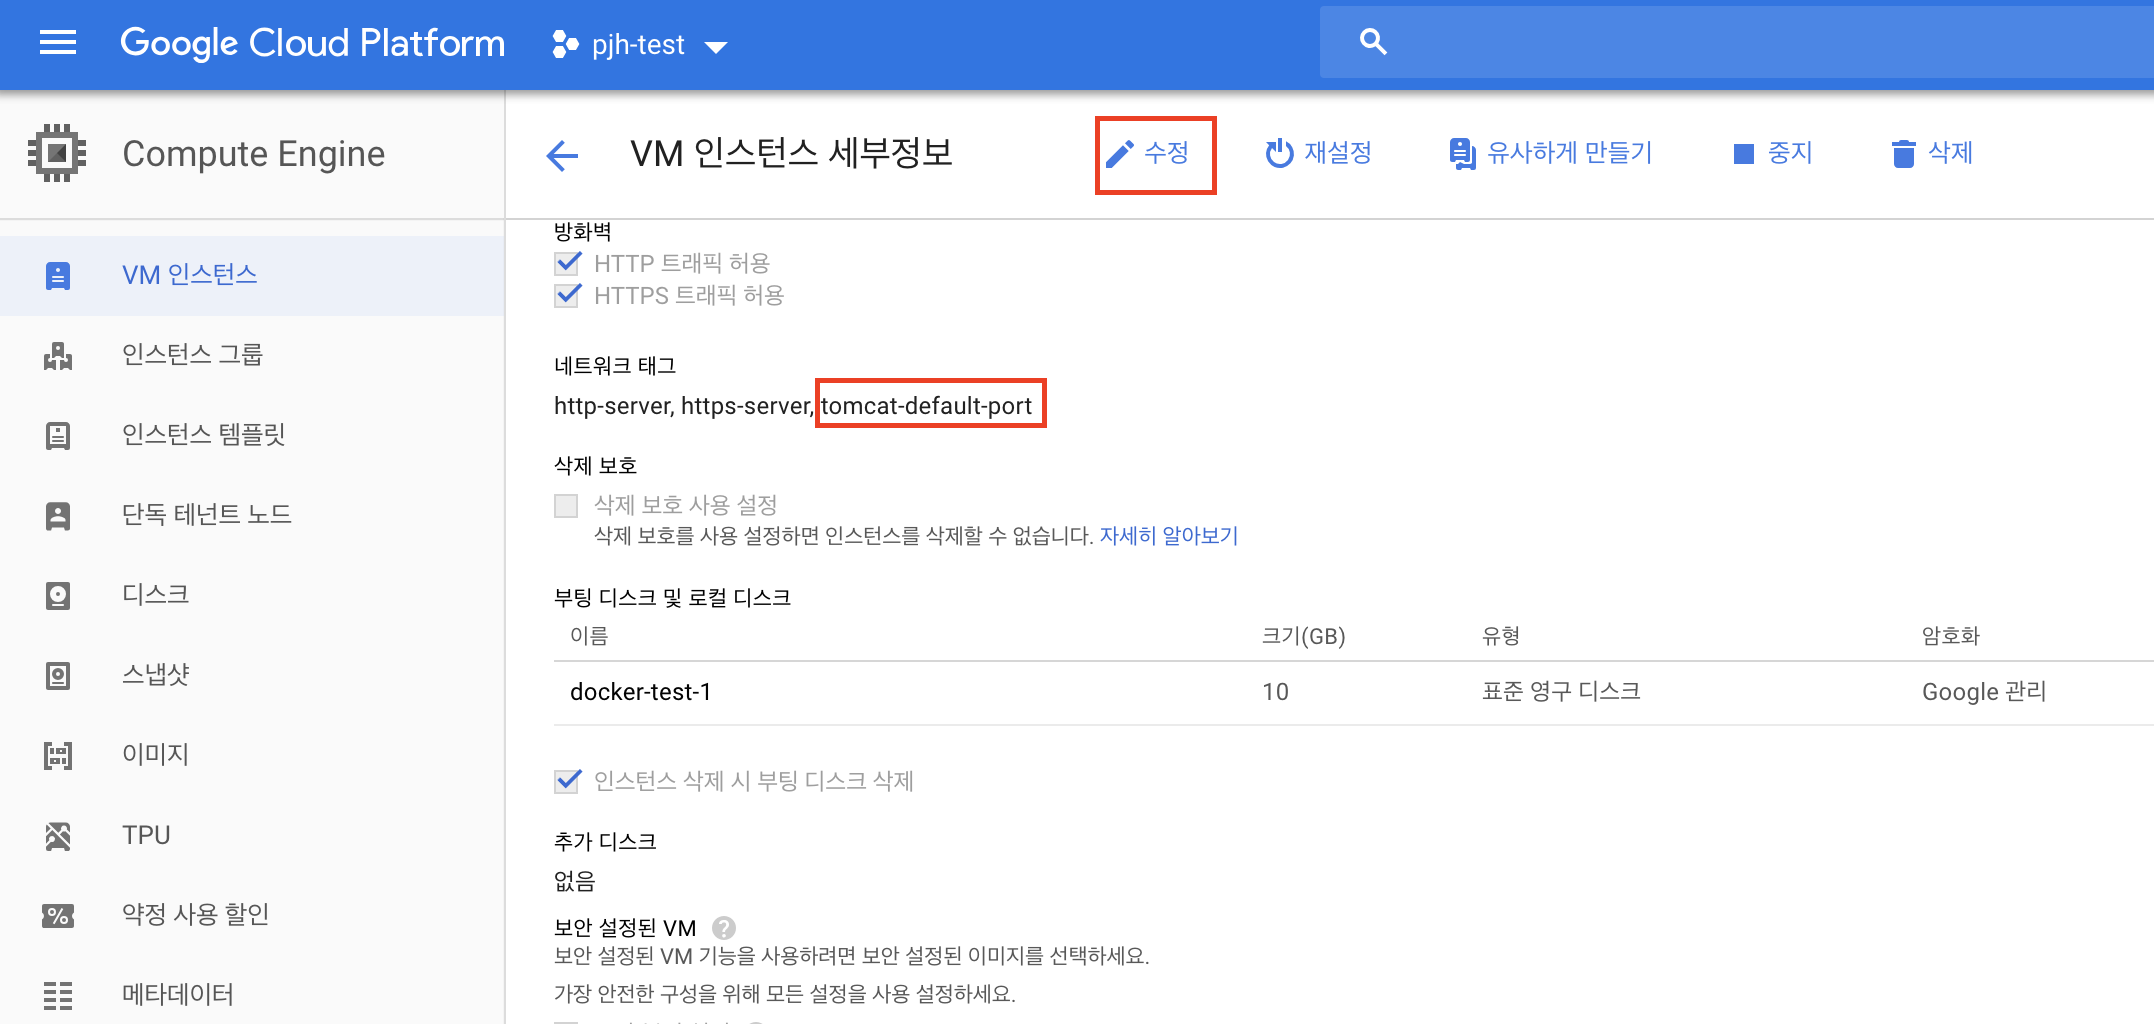 Google Cloud Platform
pjh-test
Compute Engine
VM 인스턴스
인스턴스 그룹
인스턴스 템플릿
단독 테넌트 노드
디스크
스냅샷
이미지
TPU
약정 사용 할인
메타데이터
VM 인스턴스 세부정보
수정
재설정
유사하게 만들기
중지
삭제
방화벽
HTTP 트래픽 허용
HTTPS 트래픽 허용
네트워크 태그
http-server, https-server, tomcat-default-port
삭제 보호
삭제 보호 사용 설정
삭제 보호를 사용 설정하면 인스턴스를 삭제할 수 없습니다. 자세히 알아보기
부팅 디스크 및 로컬 디스크
이름 크기(GB) 유형 암호화
docker-test-1 10 표준 영구 디스크 Google 관리
인스턴스 삭제 시 부팅 디스크 삭제
추가 디스크
없음
보안 설정된 VM
보안 설정된 VM 기능을 사용하려면 보안 설정된 이미지를 선택하세요.
가장 안전한 구성을 위해 모든 설정을 사용 설정하세요.